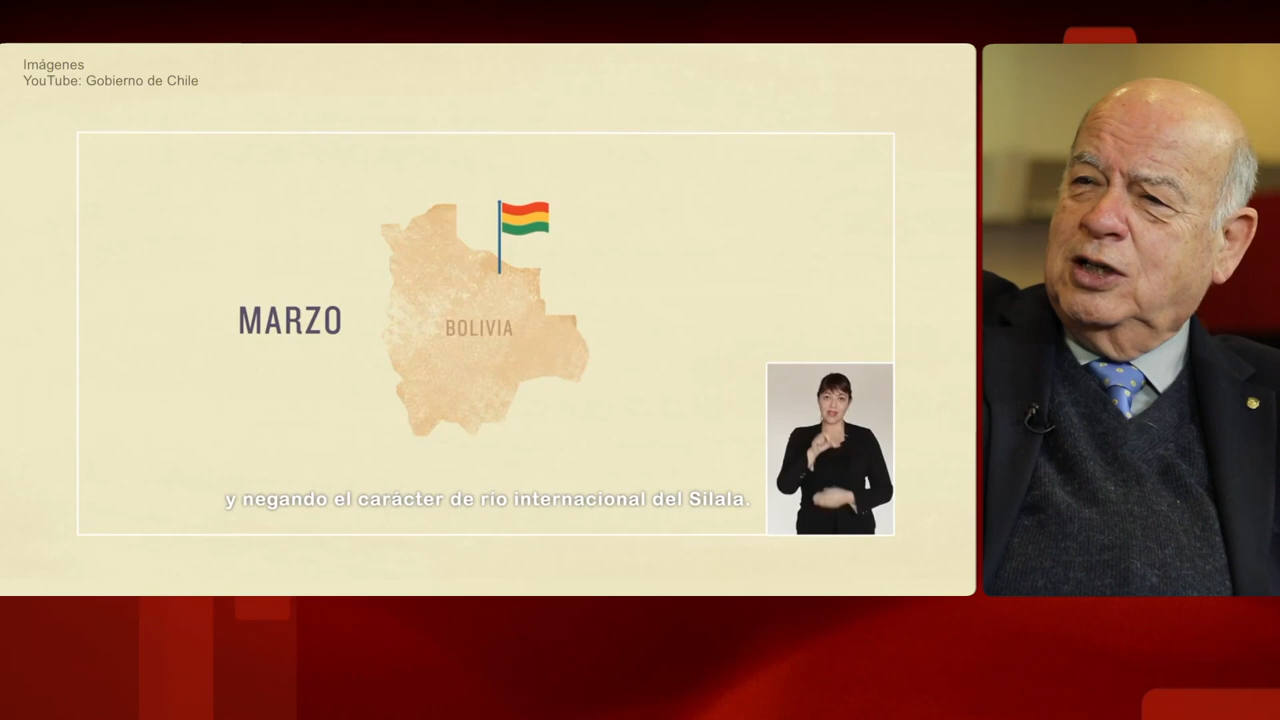 Imágenes
YouTube: Gobierno de Chile
MARZO
BOLIVIA
y negando el carácter de río internacional del Silala.